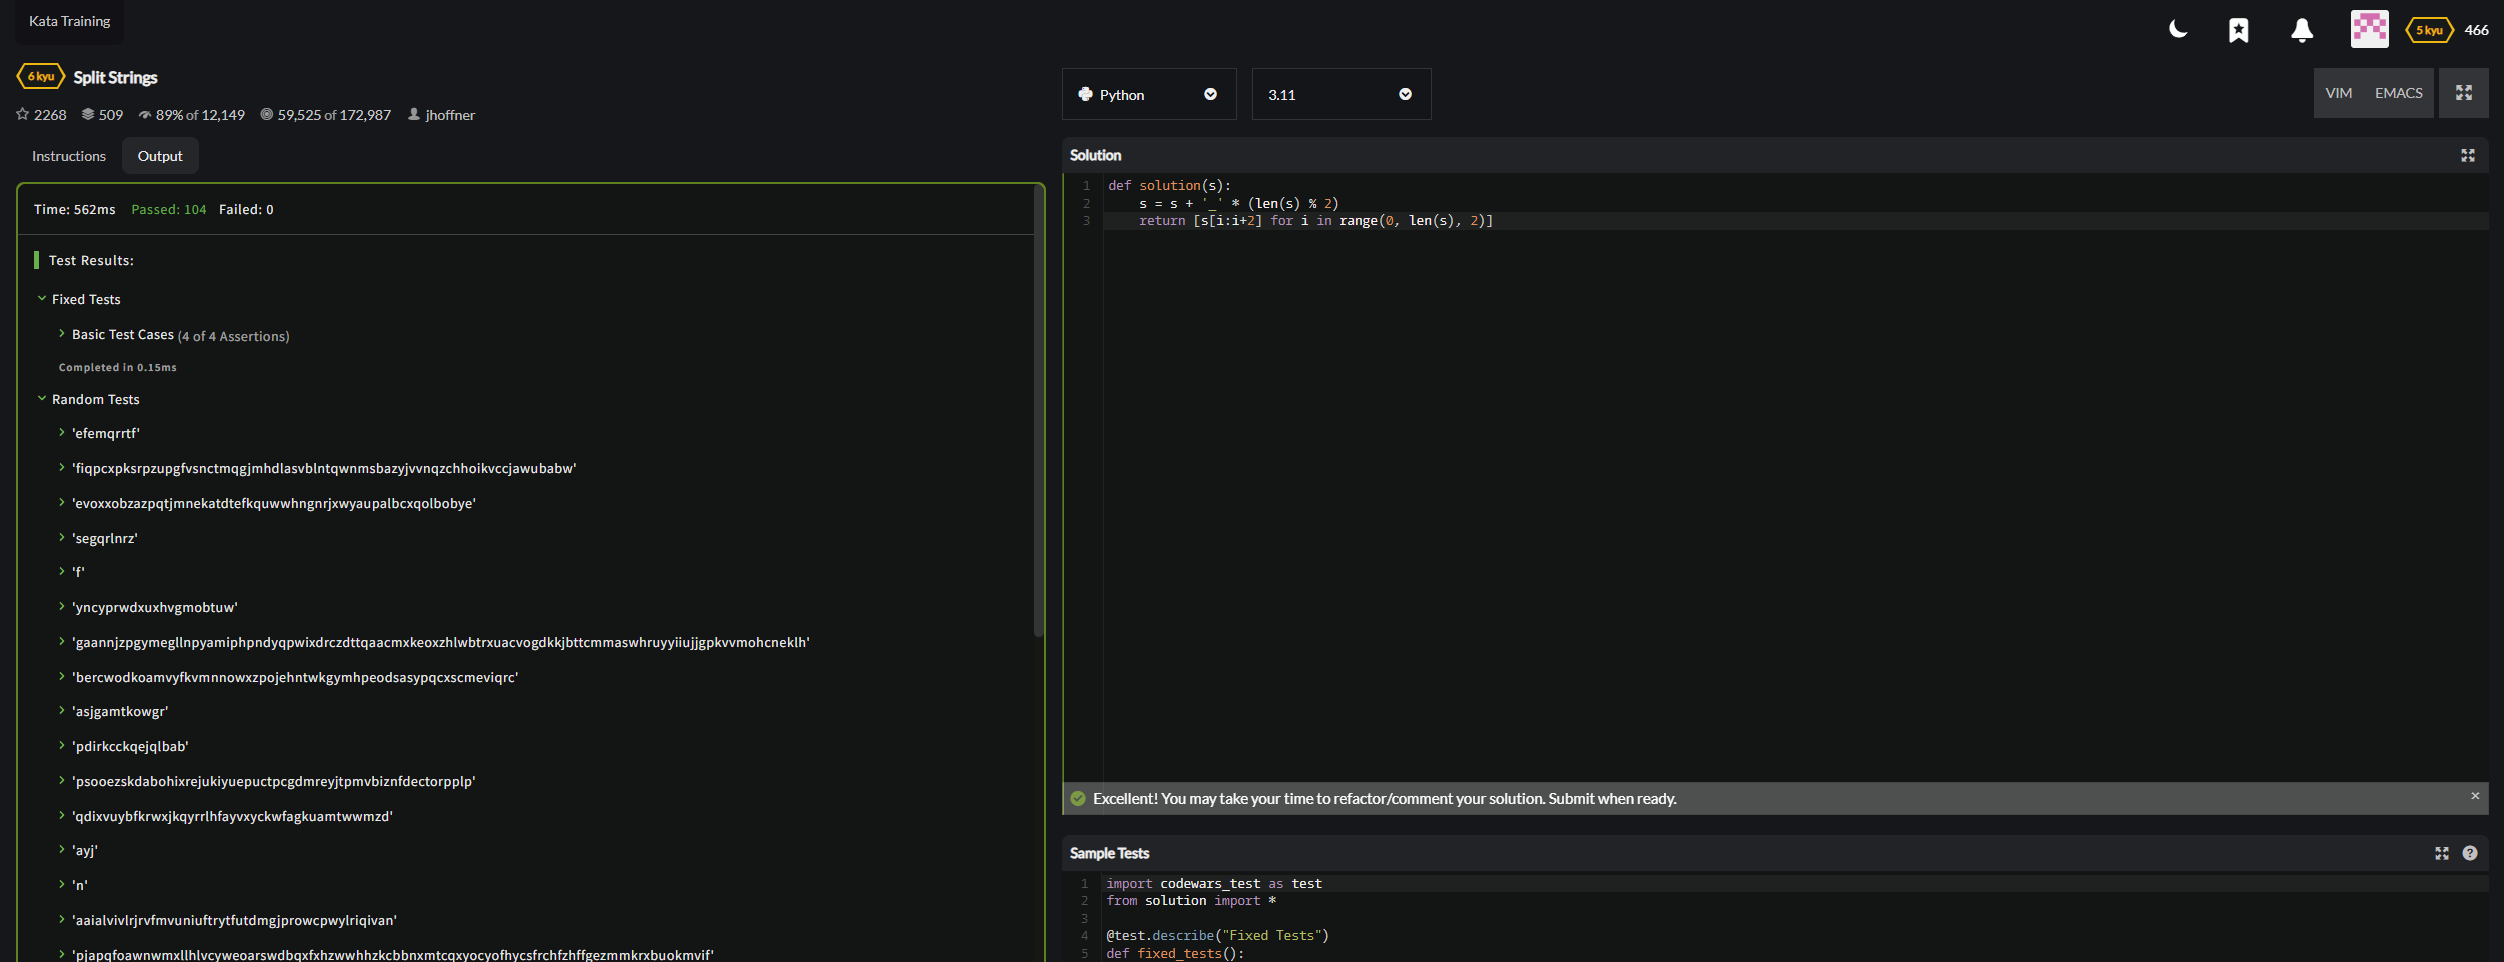 Kata Training
5 kyu 466
6 kyu Split Strings
2268 509 89% of 12,149 59,525 of 172,987 jhoffner
Instructions Output
Time: 562ms Passed: 104 Failed: 0
Test Results:
Fixed Tests
Basic Test Cases (4 of 4 Assertions)
Completed in 0.15ms
Random Tests
'efemqrrtf'
'fiqpcxpksrpzupgfvsnctmqgjmhdlasvblntqwnmsbazyjvvnqzchhoikvccjawubabw'
'evoxxobzazpqtjmnekatdtefkquwwhngnrjxwyaupalbcxqolbobye'
'segqrlnrz'
'f'
'yncyprwdxuxhvgmobtuw'
'gaannjzpgymegllnpyamiphpndyqpwixdrczdttqaacmxkeoxzhlwbtrxuacvogdkkjbttcmmaswhruyyiiujjgpkvvmohcneklh'
'bercwodkoamvyfkvmnnowxzpojehntwkgymhpeodsasypqcxscmeviqrc'
'asjgamtkowgr'
'pdirkcckqejqlbab'
'psooezskdabohixrejukiyuepuctpcgdmreyjtpmvbiznfdectorpplp'
'qdixvuybfkrwxjkqyrrlhfayvxyckwfagkuamtwwmzd'
'ayj'
'n'
'aaialvivlrjrvfmvuniuftrytfutdmgjprowcpwylriqivan'
'pjapqfoawnwmxllhlvcyweoarswdbqxfxhzwwhhzkcbbnxmtcqxyocyofhycsfrchfzhffgezmmkrxbuokmvif'
Python 3.11 VIM EMACS
Solution
1 def solution(s):
2     s = s + '_' * (len(s) % 2)
3     return [s[i:i+2] for i in range(0, len(s), 2)]
Excellent! You may take your time to refactor/comment your solution. Submit when ready. ×
Sample Tests ?
1 import codewars_test as test
2 from solution import *
3
4 @test.describe("Fixed Tests")
5 def fixed_tests():